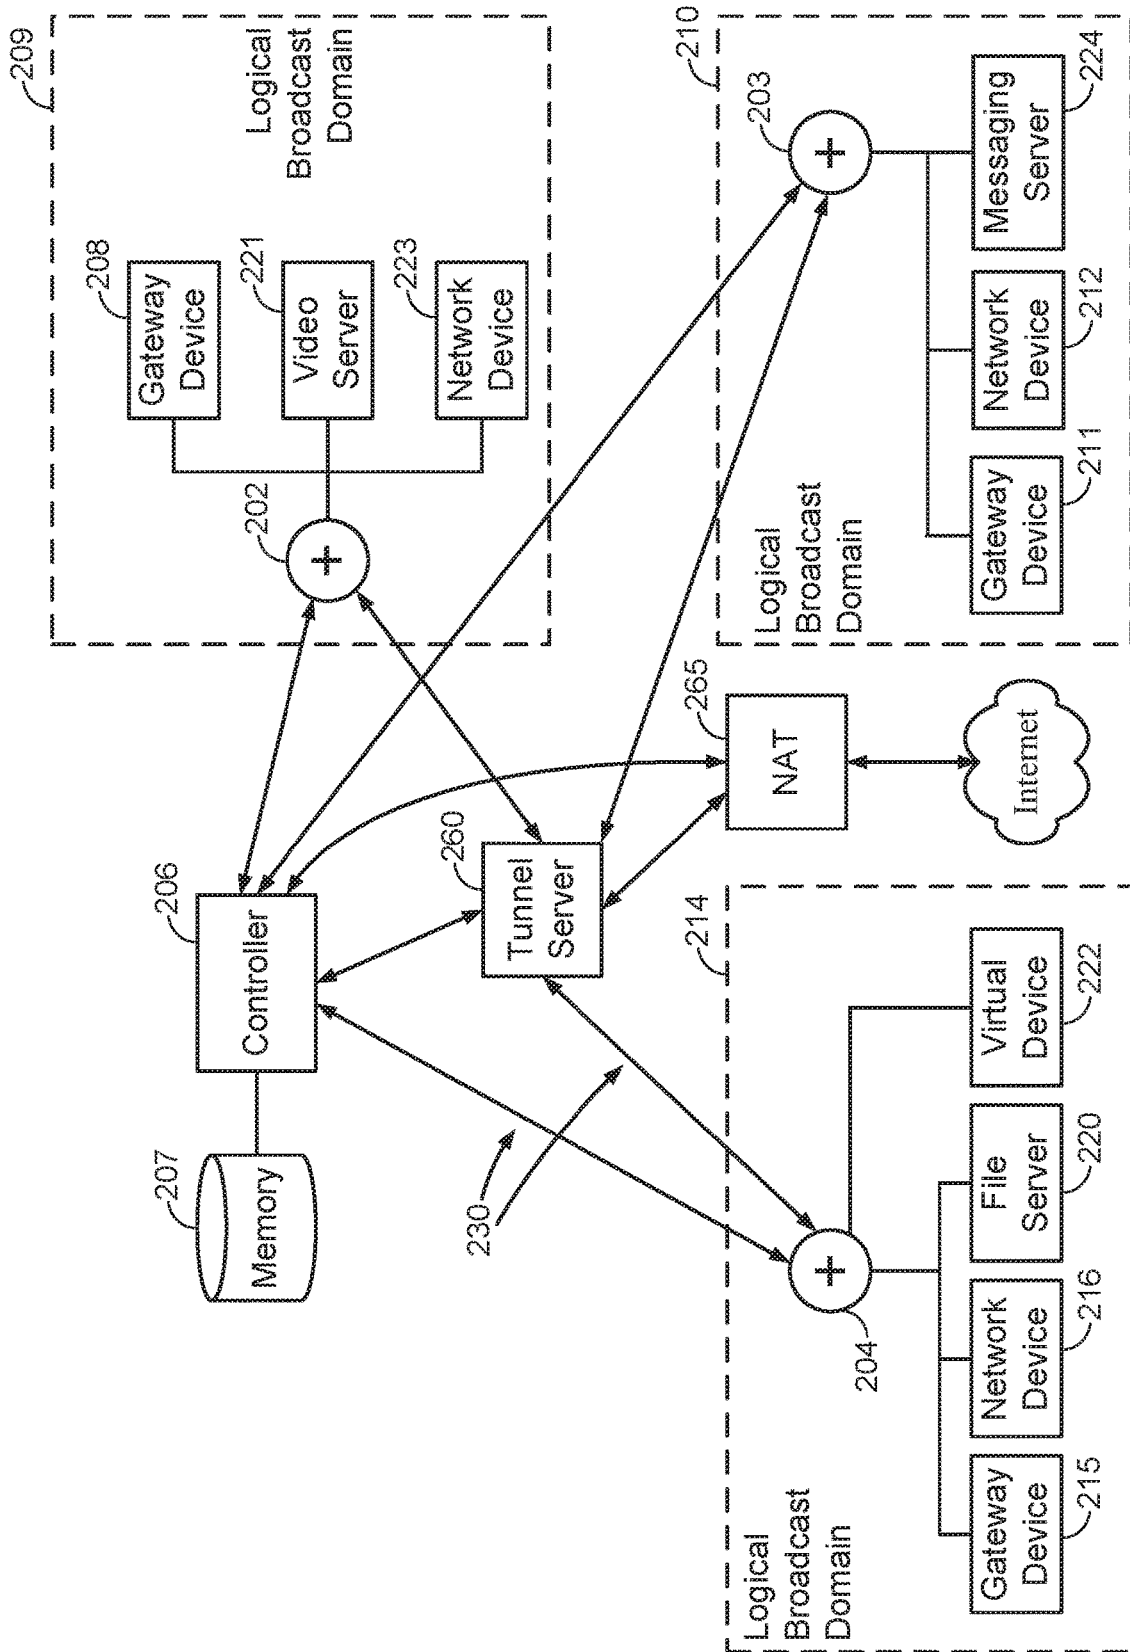 209
Logical
Broadcast
Domain
208
Gateway
Device
221
Video
Server
223
Network
Device
202
206
Controller
207
Memory
260
Tunnel
Server
230
265
NAT
Internet
210
203
Logical
Broadcast
Domain
Gateway
Device
211
Network
Device
212
Messaging
Server
224
214
204
Logical
Broadcast
Domain
Gateway
Device
215
Network
Device
216
File
Server
220
Virtual
Device
222